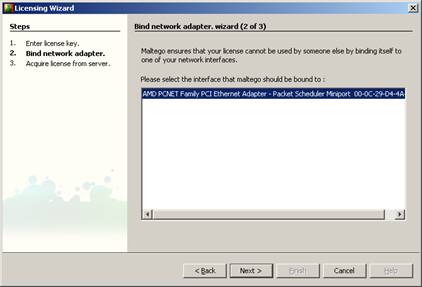 Licensing Wizard
Steps
1. Enter license key.
2. Bind network adapter.
3. Acquire license from server.
Bind network adapter. wizard (2 of 3)
Maltego ensures that your license cannot be used by someone else by binding itself to
one of your network interfaces.
Please select the interface that maltego should be bound to :
AMD PCNET Family PCI Ethernet Adapter - Packet Scheduler Miniport 00-0C-29-D4-4A
< Back
Next >
Finish
Cancel
Help